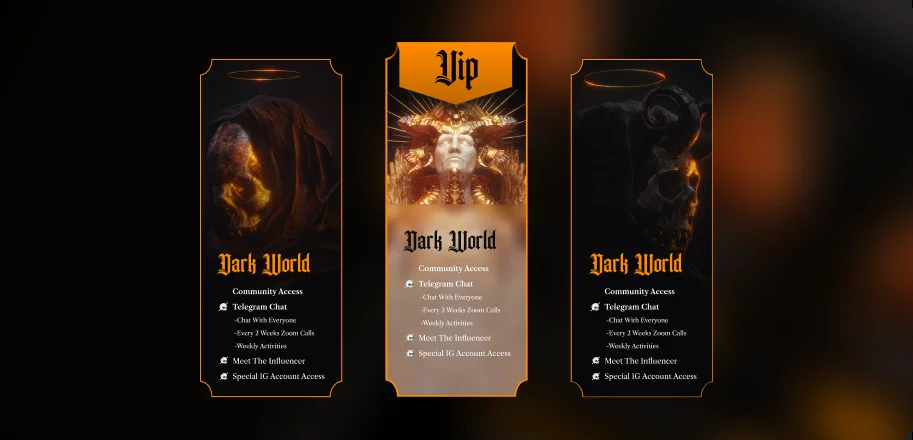 Dark World
Community Access
Telegram Chat
-Chat With Everyone
-Every 2 Weeks Zoom Calls
-Weekly Activities
Meet The Influencer
Special IG Account Access
Vip
Dark World
Community Access
Telegram Chat
-Chat With Everyone
-Every 2 Weeks Zoom Calls
-Weekly Activities
Meet The Influencer
Special IG Account Access
Dark World
Community Access
Telegram Chat
-Chat With Everyone
-Every 2 Weeks Zoom Calls
-Weekly Activities
Meet The Influencer
Special IG Account Access